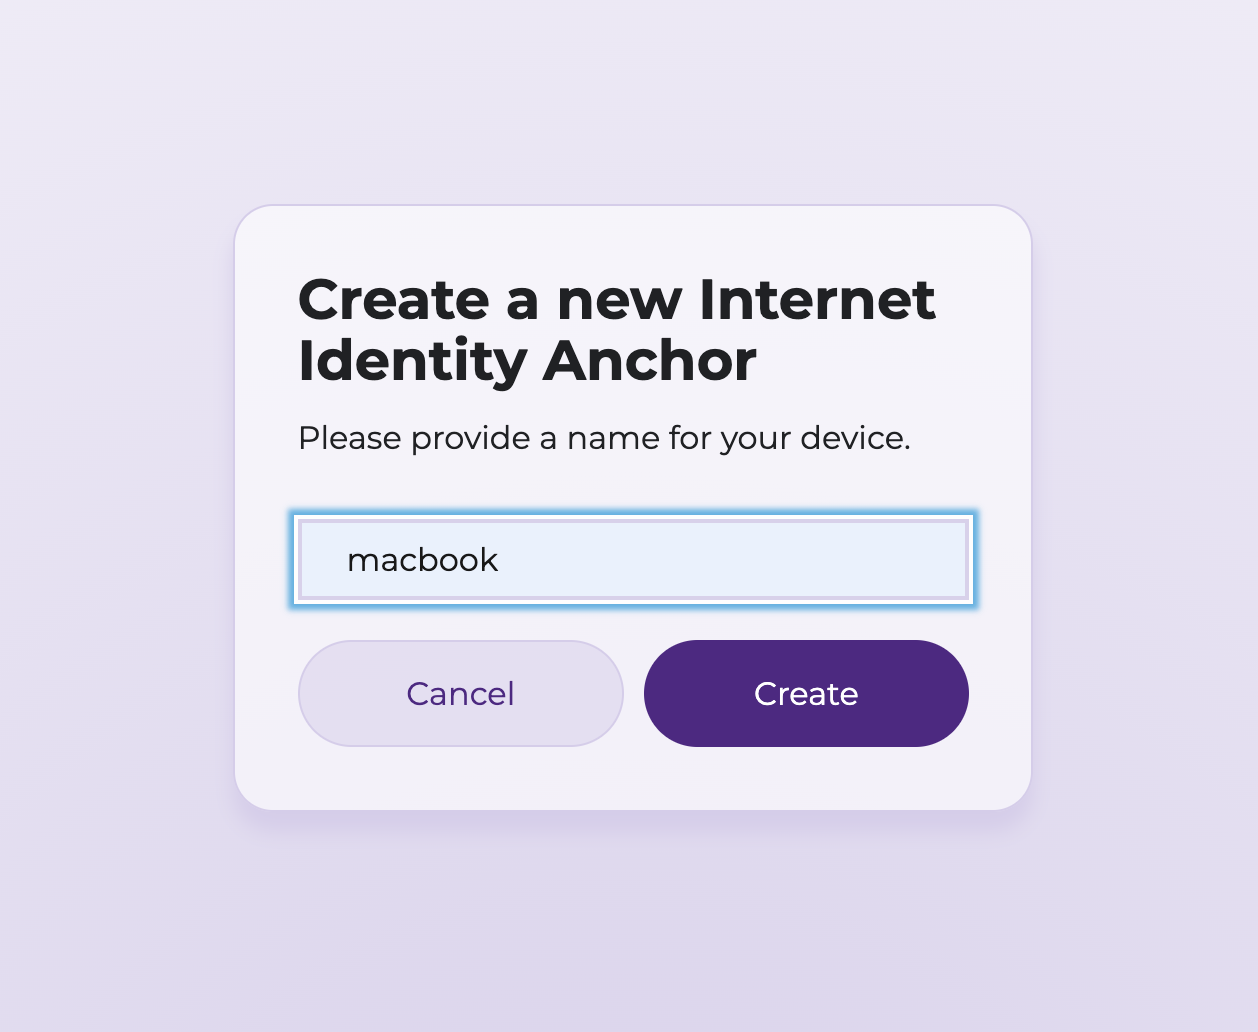 Create a new Internet
Identity Anchor
Please provide a name for your device.
macbook
Cancel
Create